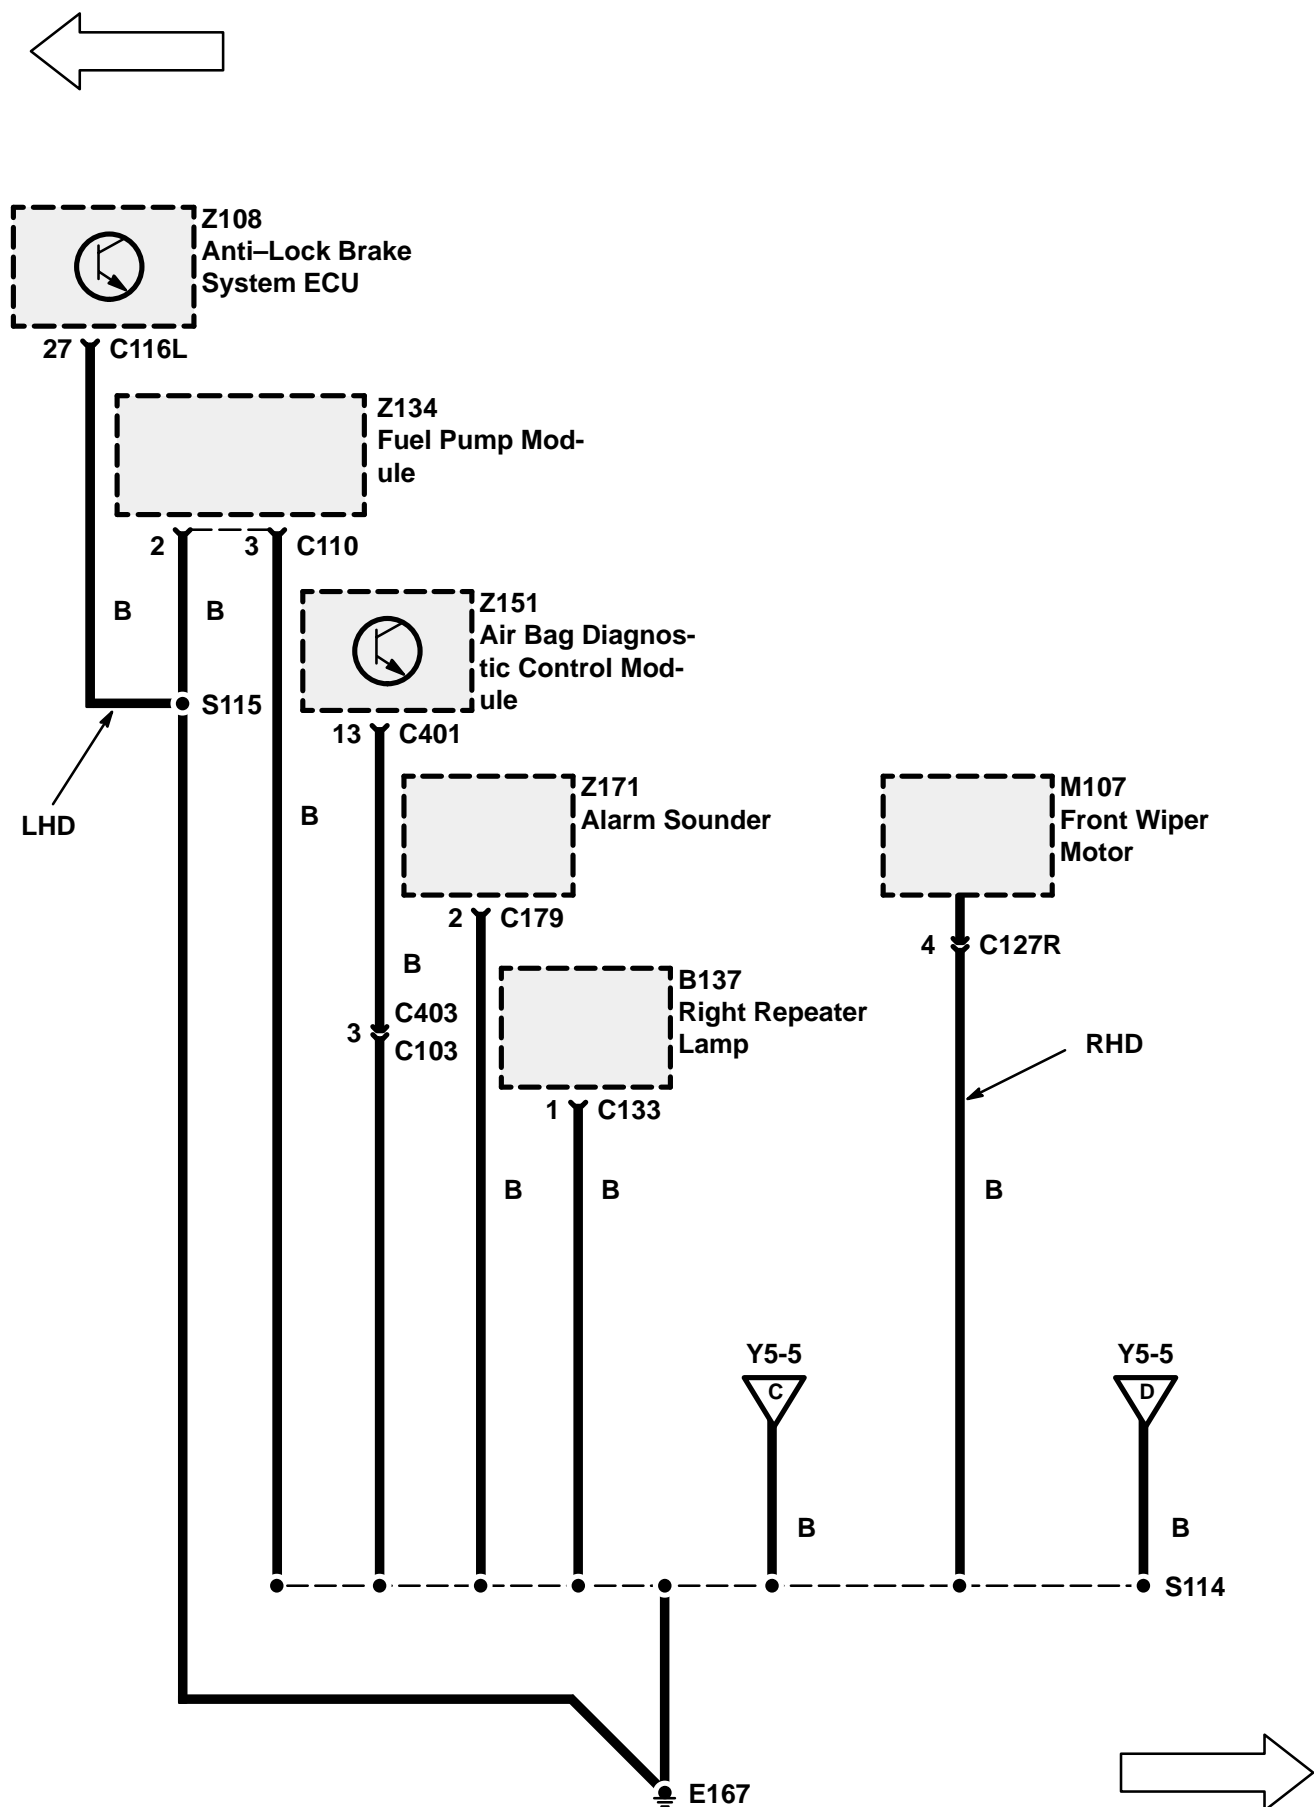 Z108
Anti–Lock Brake
System ECU
27 C116L
Z134
Fuel Pump Mod-
ule
2 3 C110
B B
Z151
Air Bag Diagnos-
tic Control Mod-
ule
S115
13 C401
LHD
B
Z171
Alarm Sounder
M107
Front Wiper
Motor
2 C179
4 C127R
B
B137
Right Repeater
Lamp
3 C403
C103
RHD
1 C133
B B B
Y5-5 Y5-5
C D
B B
S114
E167